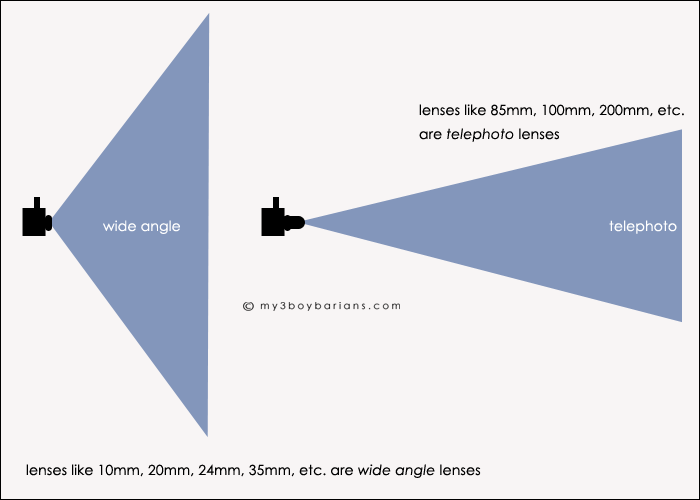 lenses like 85mm, 100mm, 200mm, etc.
are telephoto lenses
wide angle
telephoto
© my3boybarians.com
lenses like 10mm, 20mm, 24mm, 35mm, etc. are wide angle lenses